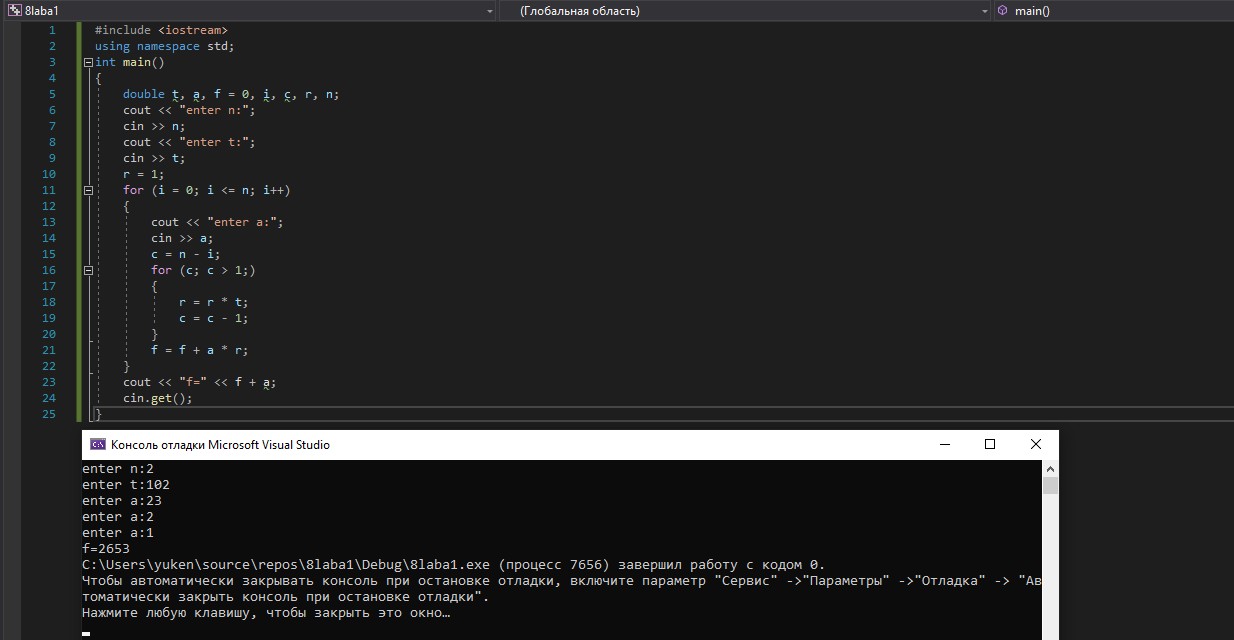 8laba1 (Глобальная область) main()
1 #include <iostream>
2 using namespace std;
3 int main()
4 {
5 double t, a, f = 0, i, c, r, n;
6 cout << "enter n:";
7 cin >> n;
8 cout << "enter t:";
9 cin >> t;
10 r = 1;
11 for (i = 0; i <= n; i++)
12 {
13 cout << "enter a:";
14 cin >> a;
15 c = n - i;
16 for (c; c > 1;)
17 {
18 r = r * t;
19 c = c - 1;
20 }
21 f = f + a * r;
22 }
23 cout << "f=" << f + a;
24 cin.get();
25 }
C:\ Консоль отладки Microsoft Visual Studio
enter n:2
enter t:102
enter a:23
enter a:2
enter a:1
f=2653
C:\Users\yuken\source\repos\8laba1\Debug\8laba1.exe (процесс 7656) завершил работу с кодом 0.
Чтобы автоматически закрывать консоль при остановке отладки, включите параметр "Сервис" ->"Параметры" ->"Отладка" -> "Ав
томатически закрыть консоль при остановке отладки".
Нажмите любую клавишу, чтобы закрыть это окно…